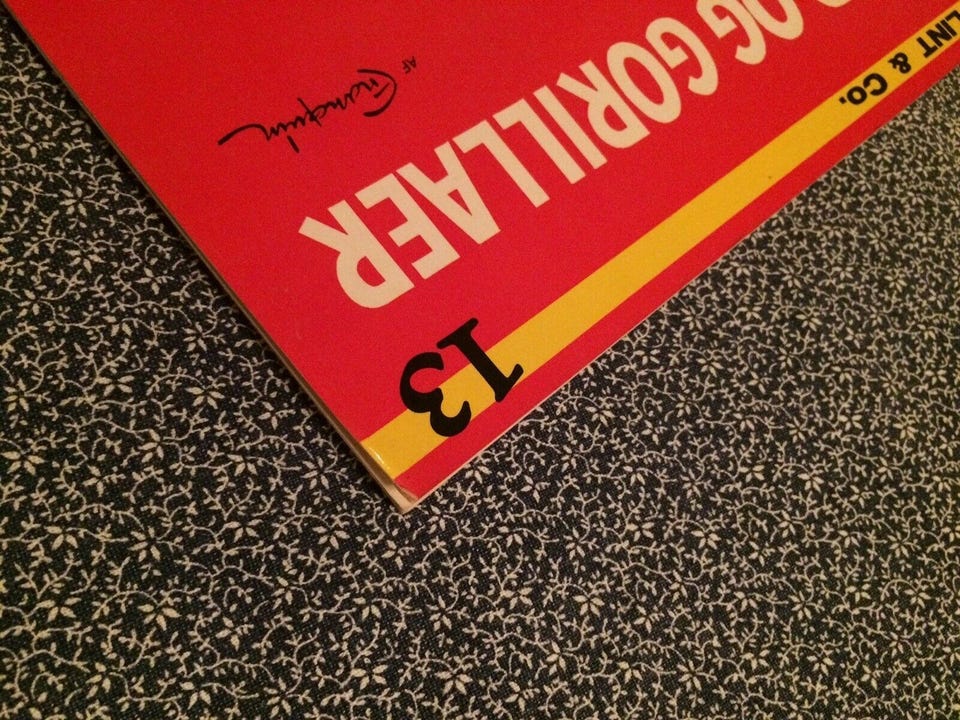 LINT & Co. 13
OG GORILLAER
AF Franquin